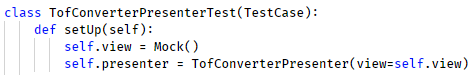 class TofConverterPresenterTest(TestCase):
    def setUp(self):
        self.view = Mock()
        self.presenter = TofConverterPresenter(view=self.view)